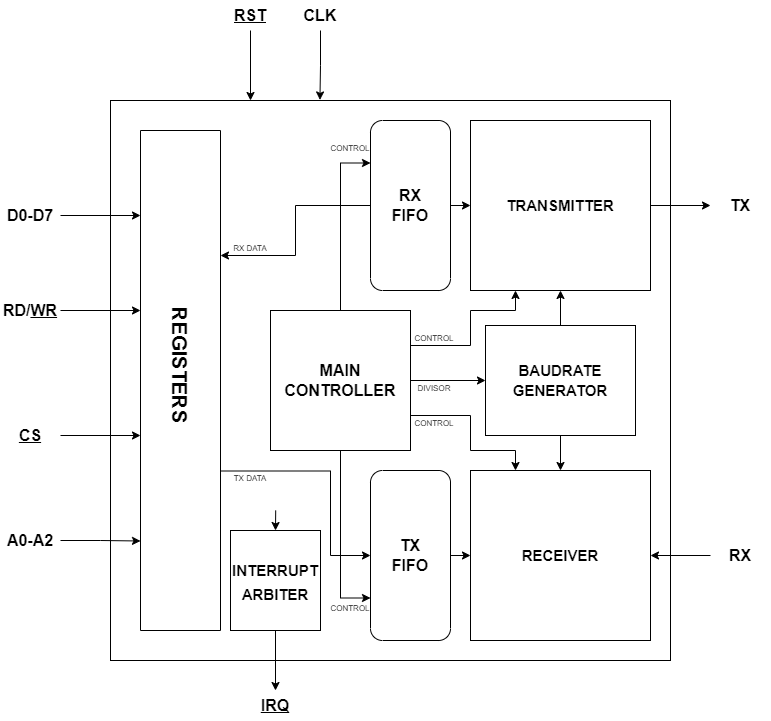 RST
CLK
CONTROL
RX
FIFO
TRANSMITTER
TX
D0-D7
RX DATA
RD/WR
REGISTERS
MAIN
CONTROLLER
CONTROL
DIVISOR
CONTROL
BAUDRATE
GENERATOR
CS
TX DATA
A0-A2
INTERRUPT
ARBITER
TX
FIFO
CONTROL
RECEIVER
RX
IRQ